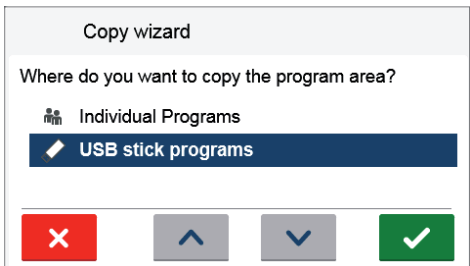 Copy wizard
Where do you want to copy the program area?
Individual Programs
USB stick programs